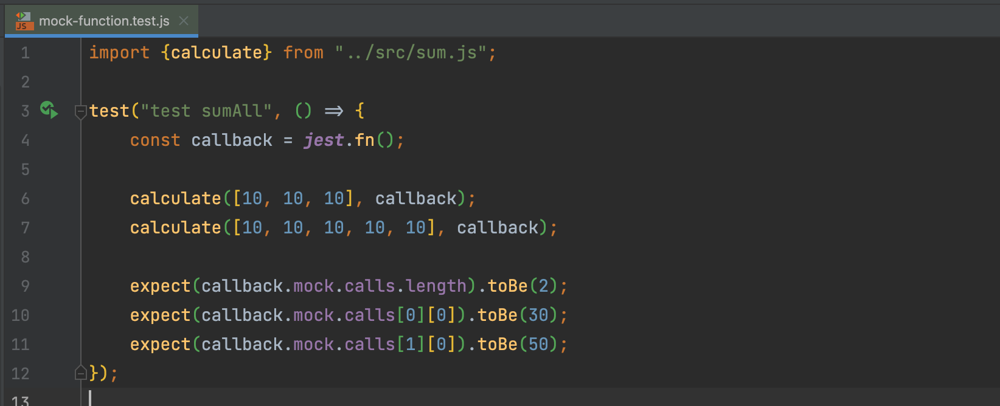 JS mock-function.test.js
1 import {calculate} from "../src/sum.js";
2
3 test("test sumAll", () => {
4     const callback = jest.fn();
5
6     calculate([10, 10, 10], callback);
7     calculate([10, 10, 10, 10, 10], callback);
8
9     expect(callback.mock.calls.length).toBe(2);
10     expect(callback.mock.calls[0][0]).toBe(30);
11     expect(callback.mock.calls[1][0]).toBe(50);
12 });
13